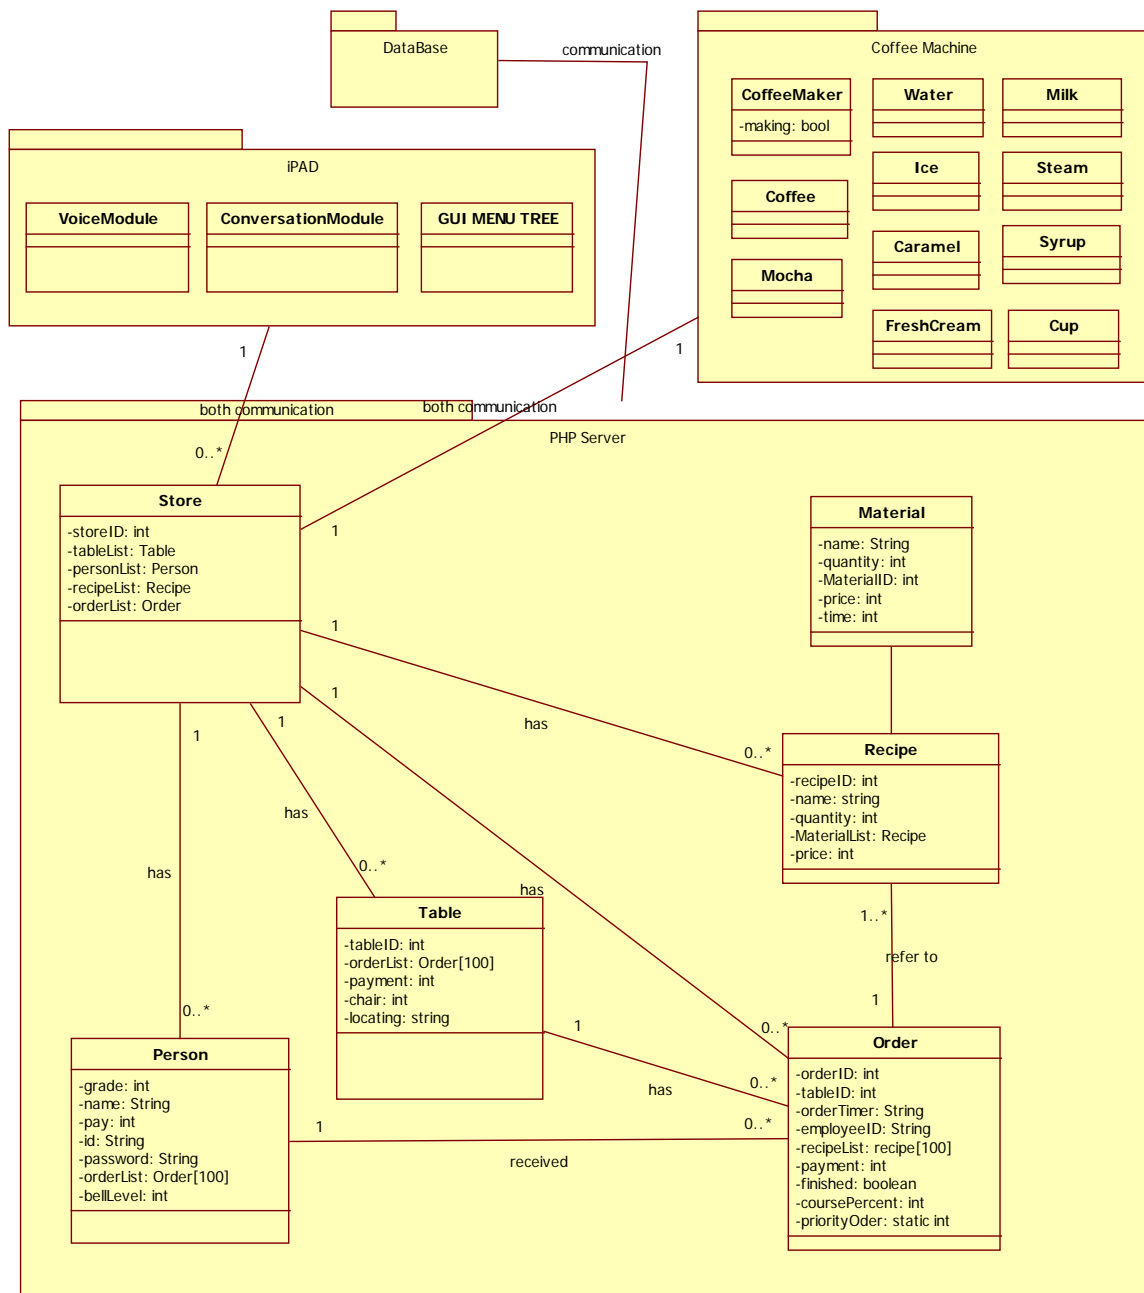 DataBase
communication
Coffee Machine
CoffeeMaker
-making: bool
Water
Milk
Ice
Steam
Coffee
Caramel
Syrup
Mocha
FreshCream
Cup
iPAD
VoiceModule
ConversationModule
GUI MENU TREE
1
1
both communication
both communication
0..*
PHP Server
Store
-storeID: int
-tableList: Table
-personList: Person
-recipeList: Recipe
-orderList: Order
1
1
1
1
1
Material
-name: String
-quantity: int
-MaterialID: int
-price: int
-time: int
has
0..*
Recipe
-recipeID: int
-name: string
-quantity: int
-MaterialList: Recipe
-price: int
has
0..*
has
has
0..*
1..*
refer to
1
Table
-tableID: int
-orderList: Order[100]
-payment: int
-chair: int
-locating: string
1
has
0..*
0..*
Person
-grade: int
-name: String
-pay: int
-id: String
-password: String
-orderList: Order[100]
-bellLevel: int
1
received
0..*
Order
-orderID: int
-tableID: int
-orderTimer: String
-employeeID: String
-recipeList: recipe[100]
-payment: int
-finished: boolean
-coursePercent: int
-priorityOder: static int